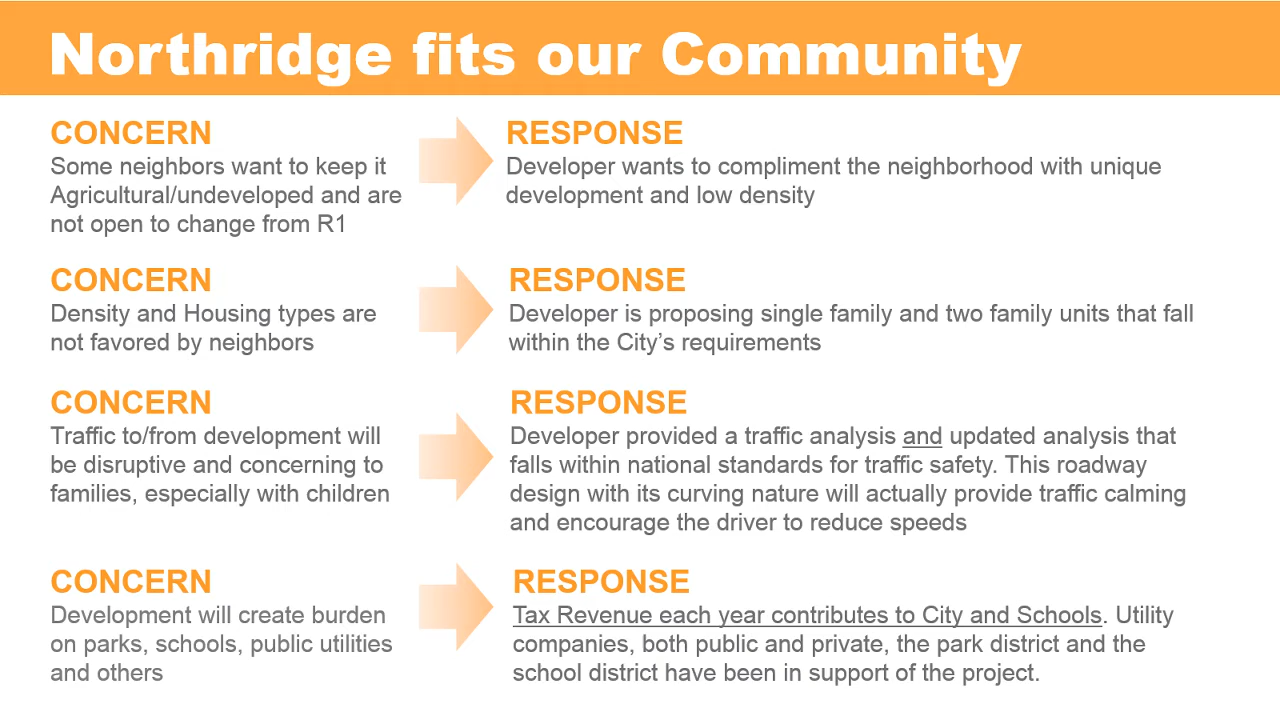 Northridge fits our Community
CONCERN
Some neighbors want to keep it
Agricultural/undeveloped and are
not open to change from R1
RESPONSE
Developer wants to compliment the neighborhood with unique
development and low density
CONCERN
Density and Housing types are
not favored by neighbors
RESPONSE
Developer is proposing single family and two family units that fall
within the City’s requirements
CONCERN
Traffic to/from development will
be disruptive and concerning to
families, especially with children
RESPONSE
Developer provided a traffic analysis and updated analysis that
falls within national standards for traffic safety. This roadway
design with its curving nature will actually provide traffic calming
and encourage the driver to reduce speeds
CONCERN
Development will create burden
on parks, schools, public utilities
and others
RESPONSE
Tax Revenue each year contributes to City and Schools. Utility
companies, both public and private, the park district and the
school district have been in support of the project.